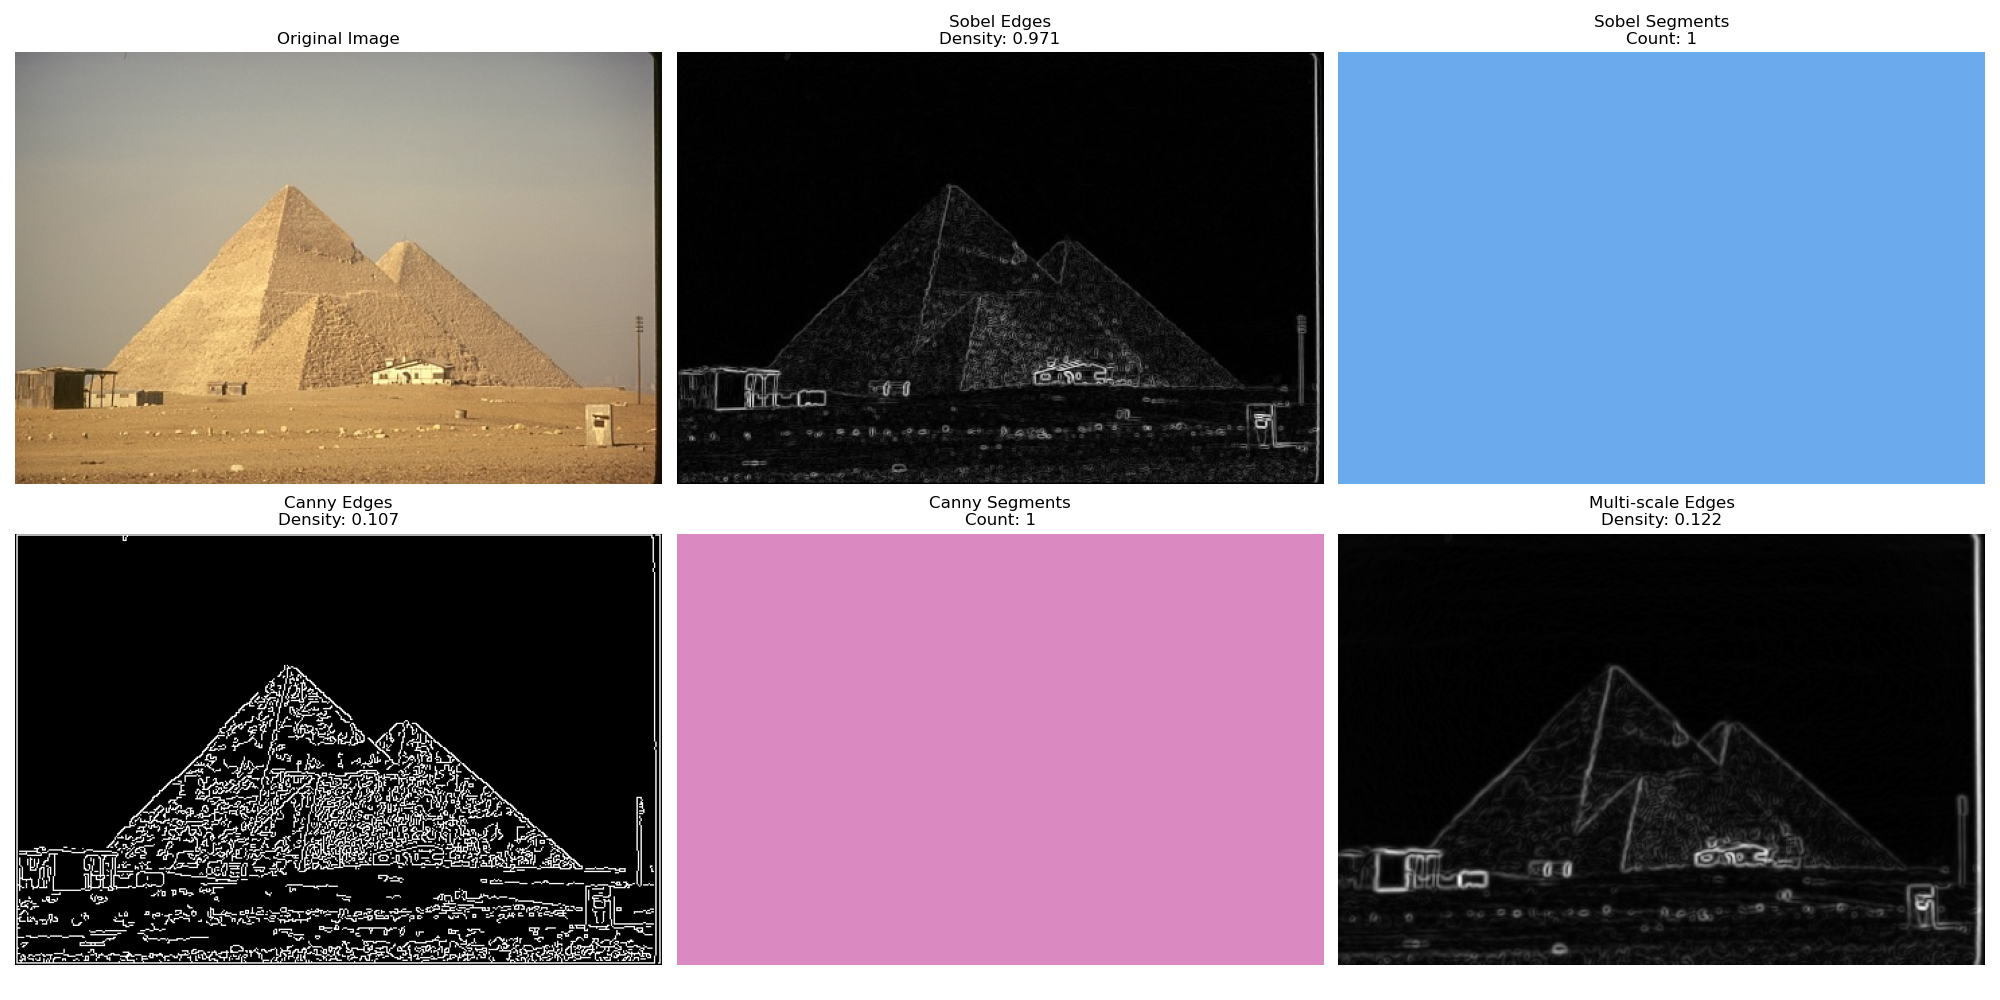 Original Image
Sobel Edges
Density: 0.971
Sobel Segments
Count: 1
Canny Edges
Density: 0.107
Canny Segments
Count: 1
Multi-scale Edges
Density: 0.122